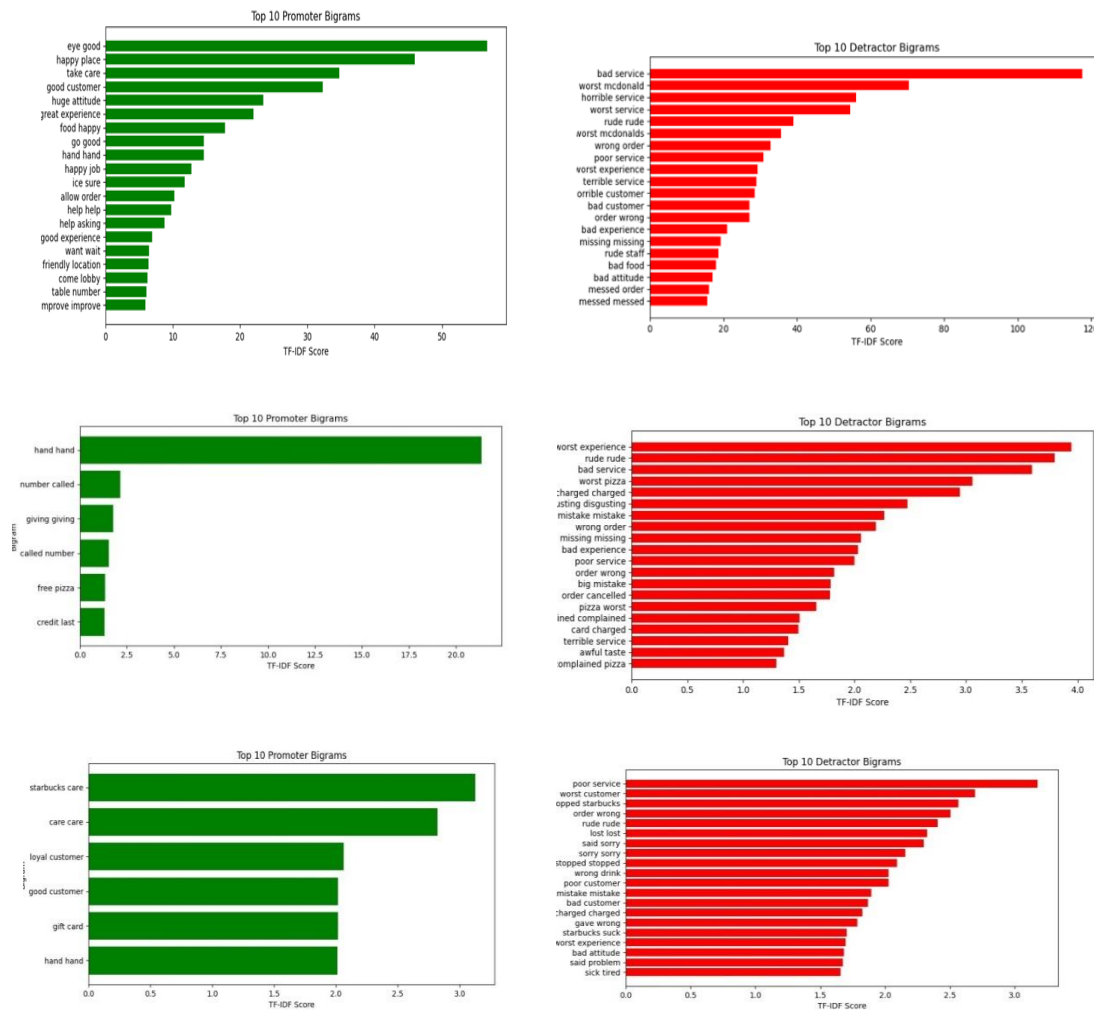 Top 10 Promoter Bigrams
eye good
happy place
take care
good customer
huge attitude
great experience
food happy
go good
hand hand
happy job
ice sure
allow order
help help
help asking
good experience
want wait
friendly location
come lobby
table number
mprove improve
0 10 20 30 40 50
TF-IDF Score
Top 10 Detractor Bigrams
bad service
worst mcdonald
horrible service
worst service
rude rude
worst mcdonalds
wrong order
poor service
worst experience
terrible service
orrible customer
bad customer
order wrong
bad experience
missing missing
rude staff
bad food
bad attitude
messed order
messed messed
0 20 40 60 80 100 120
TF-IDF Score
Top 10 Promoter Bigrams
hand hand
number called
giving giving
called number
free pizza
credit last
Bigram
0.0 2.5 5.0 7.5 10.0 12.5 15.0 17.5 20.0
TF-IDF Score
Top 10 Detractor Bigrams
worst experience
rude rude
bad service
worst pizza
charged charged
usting disgusting
mistake mistake
wrong order
missing missing
bad experience
poor service
order wrong
big mistake
order cancelled
pizza worst
ined complained
card charged
terrible service
awful taste
complained pizza
0.0 0.5 1.0 1.5 2.0 2.5 3.0 3.5 4.0
TF-IDF Score
Top 10 Promoter Bigrams
starbucks care
care care
loyal customer
good customer
gift card
hand hand
0.0 0.5 1.0 1.5 2.0 2.5 3.0
TF-IDF Score
Top 10 Detractor Bigrams
poor service
worst customer
opped starbucks
order wrong
rude rude
lost lost
said sorry
sorry sorry
stopped stopped
wrong drink
poor customer
mistake mistake
bad customer
charged charged
gave wrong
starbucks suck
worst experience
bad attitude
said problem
sick tired
0.0 0.5 1.0 1.5 2.0 2.5 3.0
TF-IDF Score